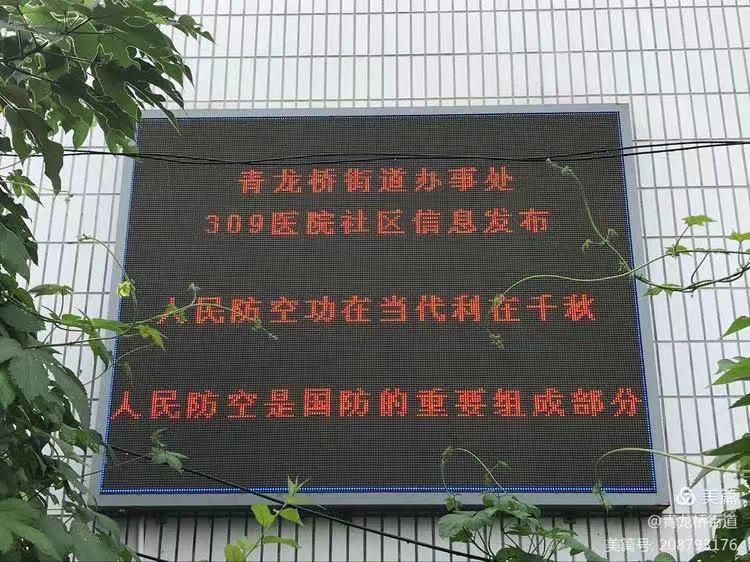 青龙桥街道办事处
309医院社区信息发布
人民防空功在当代利在千秋
人民防空是国防的重要组成部分
美篇
@青龙桥街道
美篇号: 208793176